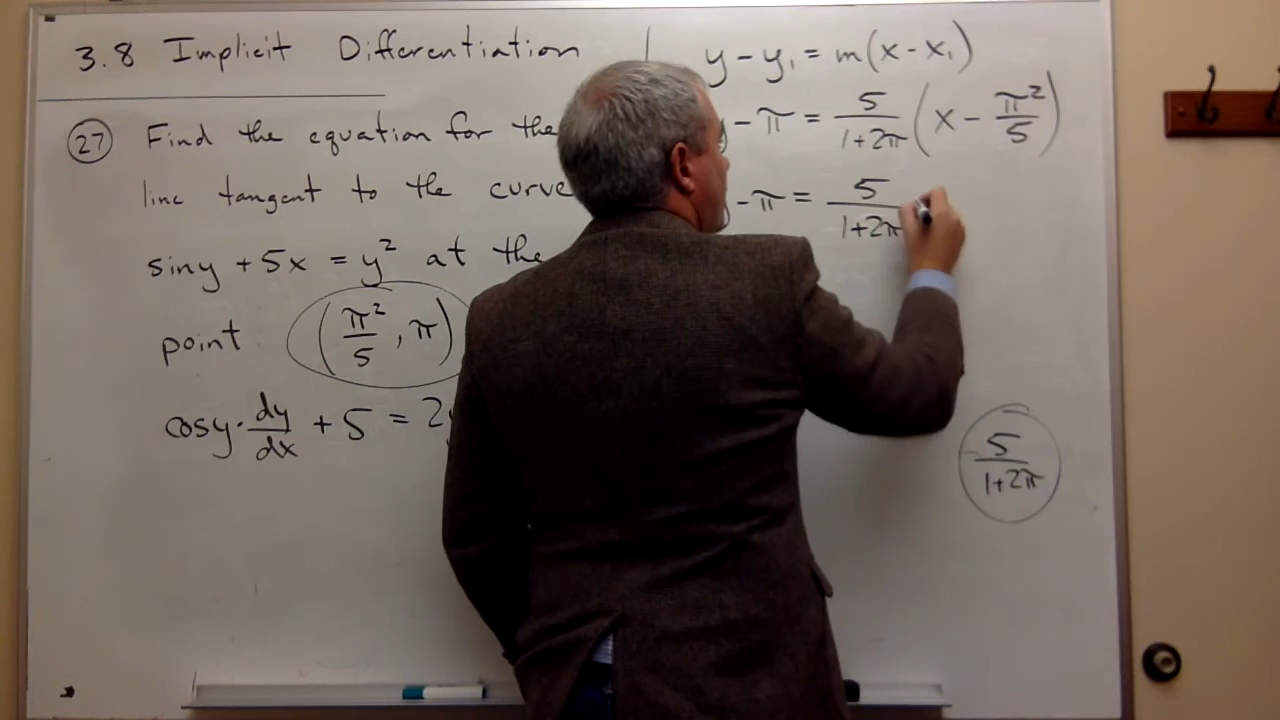 3.8 Implicit Differentiation
27 Find the equation for the
line tangent to the curve
sin y + 5x = y² at the
point (π²/5, π)
cos y · dy/dx + 5 = 2
y - y₁ = m(x - x₁)
- π = 5/(1+2π) (x - π²/5)
- π = 5/(1+2π)
5/(1+2π)